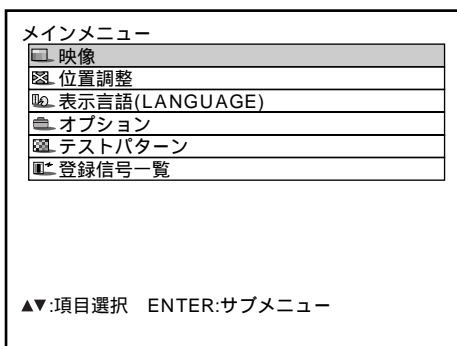 メインメニュー
映像
位置調整
表示言語(LANGUAGE)
オプション
テストパターン
登録信号一覧
▲▼:項目選択　ENTER:サブメニュー